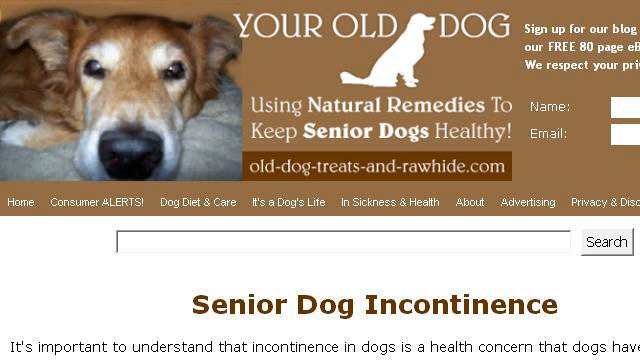 YOUR OLD DOG
Using Natural Remedies To
Keep Senior Dogs Healthy!
old-dog-treats-and-rawhide.com
Sign up for our blog
our FREE 80 page
We respect your
Name:
Email:
Home Consumer ALERTS! Dog Diet & Care It's a Dog's Life In Sickness & Health About Advertising Privacy &
Search
Senior Dog Incontinence
It's important to understand that incontinence in dogs is a health concern that dogs have